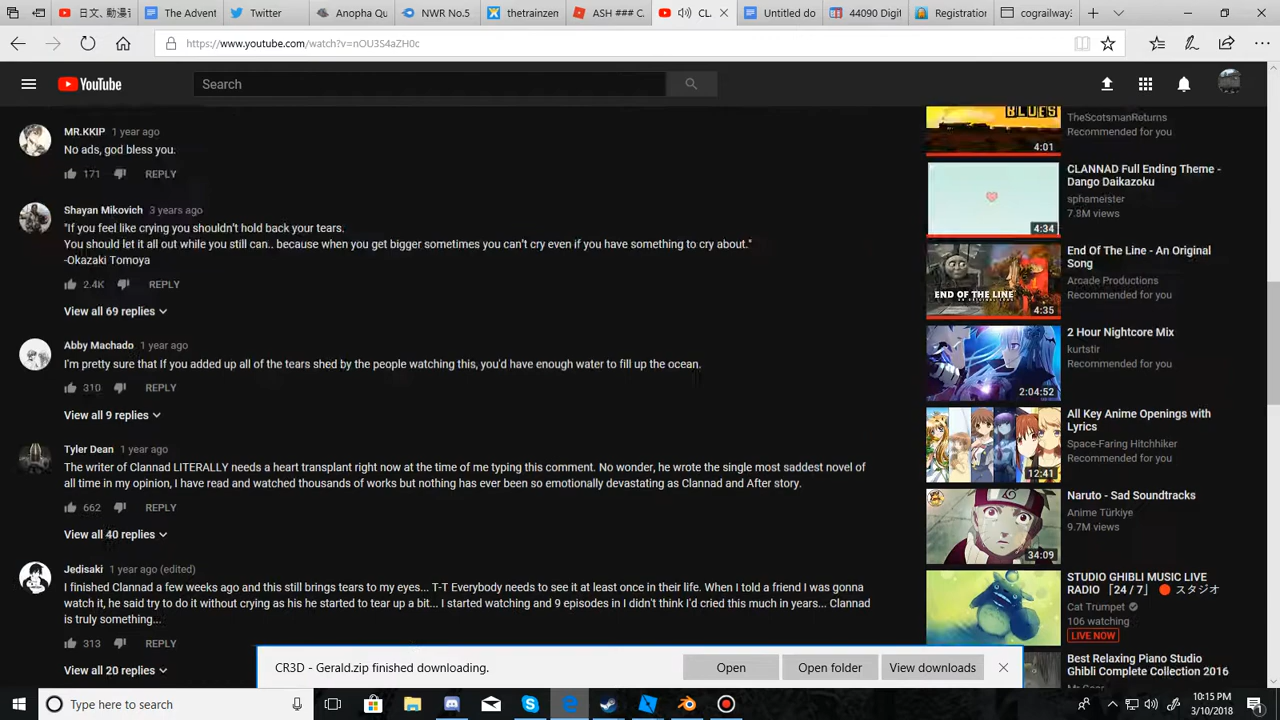 日文, 動漫
The Advent
Twitter
Anopha Qu
NWR No.5
thetrainzen
ASH ### C
CL
Untitled do
44090 Digit
Registration
cograilway
https://www.youtube.com/watch?v=nOU3S4aZH0c
YouTube
Search
MR.KKIP 1 year ago
No ads, god bless you.
171 REPLY
Shayan Mikovich 3 years ago
"If you feel like crying you shouldn't hold back your tears.
You should let it all out while you still can.. because when you get bigger sometimes you can't cry even if you have something to cry about."
-Okazaki Tomoya
2.4K REPLY
View all 69 replies
Abby Machado 1 year ago
I'm pretty sure that If you added up all of the tears shed by the people watching this, you'd have enough water to fill up the ocean.
310 REPLY
View all 9 replies
Tyler Dean 1 year ago
The writer of Clannad LITERALLY needs a heart transplant right now at the time of me typing this comment. No wonder, he wrote the single most saddest novel of
all time in my opinion, I have read and watched thousands of works but nothing has ever been so emotionally devastating as Clannad and After story.
662 REPLY
View all 40 replies
Jedisaki 1 year ago (edited)
I finished Clannad a few weeks ago and this still brings tears to my eyes... T-T Everybody needs to see it at least once in their life. When I told a friend I was gonna
watch it, he said try to do it without crying as his he started to tear up a bit... I started watching and 9 episodes in I didn't think I'd cried this much in years... Clannad
is truly something...
313 REPLY
View all 20 replies
BLUES
4:01
TheScotsmanReturns
Recommended for you
4:34
CLANNAD Full Ending Theme -
Dango Daikazoku
sphameister
7.8M views
END OF THE LINE
4:35
End Of The Line - An Original
Song
Arcade Productions
Recommended for you
2:04:52
2 Hour Nightcore Mix
kurtstir
Recommended for you
12:41
All Key Anime Openings with
Lyrics
Space-Faring Hitchhiker
Recommended for you
34:09
Naruto - Sad Soundtracks
Anime Türkiye
9.7M views
STUDIO GHIBLI MUSIC LIVE
RADIO [24 / 7] スタジオ
Cat Trumpet
106 watching
LIVE NOW
Best Relaxing Piano Studio
Ghibli Complete Collection 2016
CR3D - Gerald.zip finished downloading.
Open
Open folder
View downloads
Type here to search
10:15 PM
3/10/2018